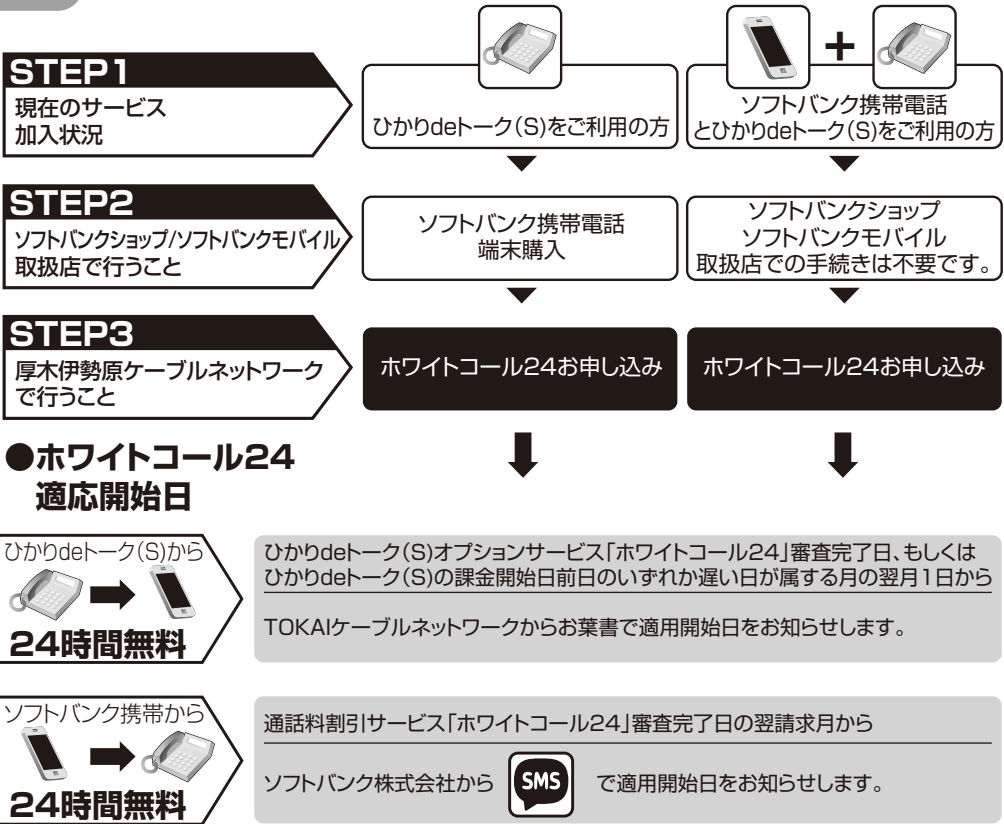 STEP1
現在のサービス
加入状況
ひかりdeトーク(S)をご利用の方
+
ソフトバンク携帯電話
とひかりdeトーク(S)をご利用の方
STEP2
ソフトバンクショップ/ソフトバンクモバイル
取扱店で行うこと
ソフトバンク携帯電話
端末購入
ソフトバンクショップ
ソフトバンクモバイル
取扱店での手続きは不要です。
STEP3
厚木伊勢原ケーブルネットワーク
で行うこと
ホワイトコール24お申し込み
ホワイトコール24お申し込み
●ホワイトコール24
適応開始日
ひかりdeトーク(S)から
24時間無料
ひかりdeトーク(S)オプションサービス「ホワイトコール24」審査完了日、もしくは
ひかりdeトーク(S)の課金開始日前日のいずれか遅い日が属する月の翌月1日から
TOKAIケーブルネットワークからお葉書で適用開始日をお知らせします。
ソフトバンク携帯から
24時間無料
通話料割引サービス「ホワイトコール24」審査完了日の翌請求月から
ソフトバンク株式会社から SMS で適用開始日をお知らせします。